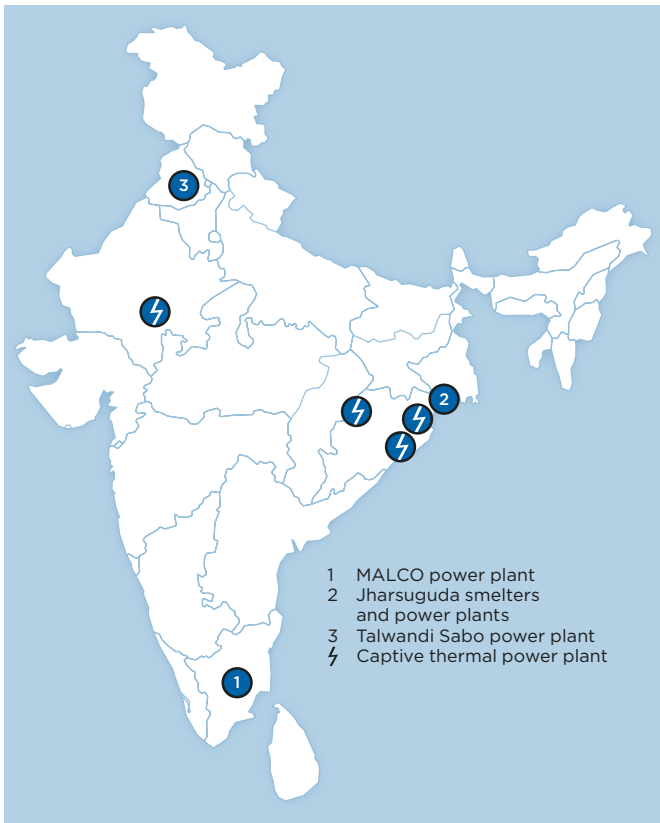 3
2
1 MALCO power plant
2 Jharsuguda smelters
and power plants
3 Talwandi Sabo power plant
Captive thermal power plant
1